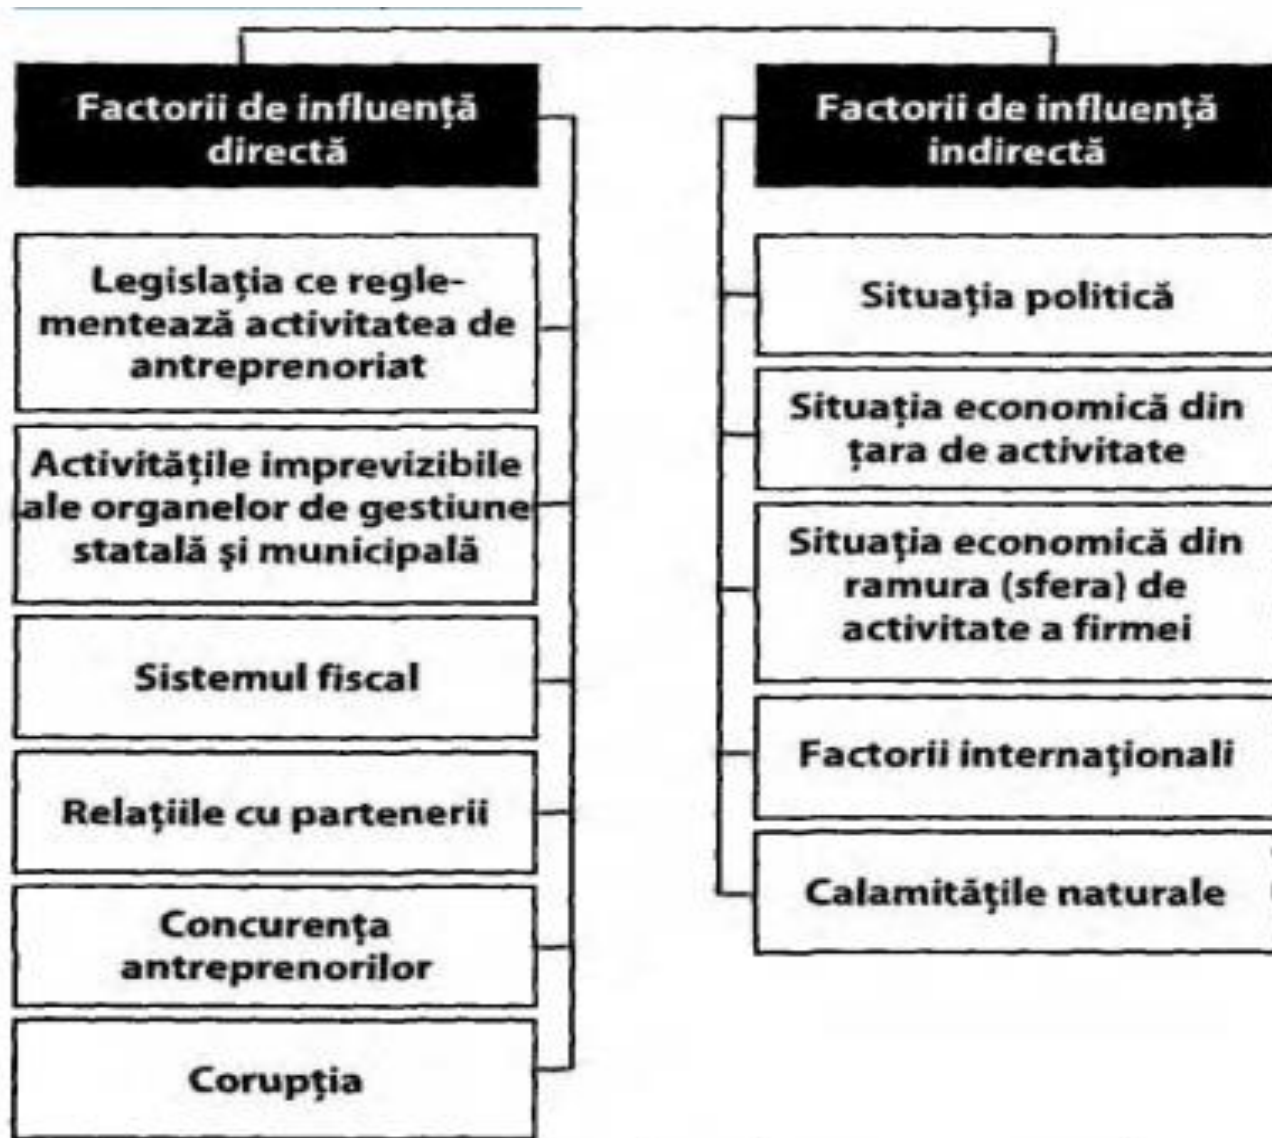 Factorii de influență
directă
Legislația ce regle-
mentează activitatea de
antreprenoriat
Activitățile imprevizibile
ale organelor de gestiune
statală și municipală
Sistemul fiscal
Relațiile cu partenerii
Concurența
antreprenorilor
Corupția
Factorii de influență
indirectă
Situația politică
Situația economică din
țara de activitate
Situația economică din
ramura (sfera) de
activitate a firmei
Factorii internaționali
Calamitățile naturale